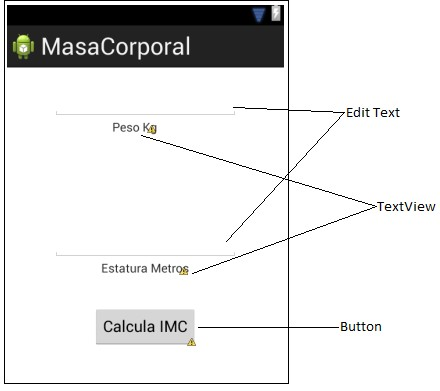 MasaCorporal
Edit Text
Peso Kg
TextView
Estatura Metros
Calcula IMC
Button